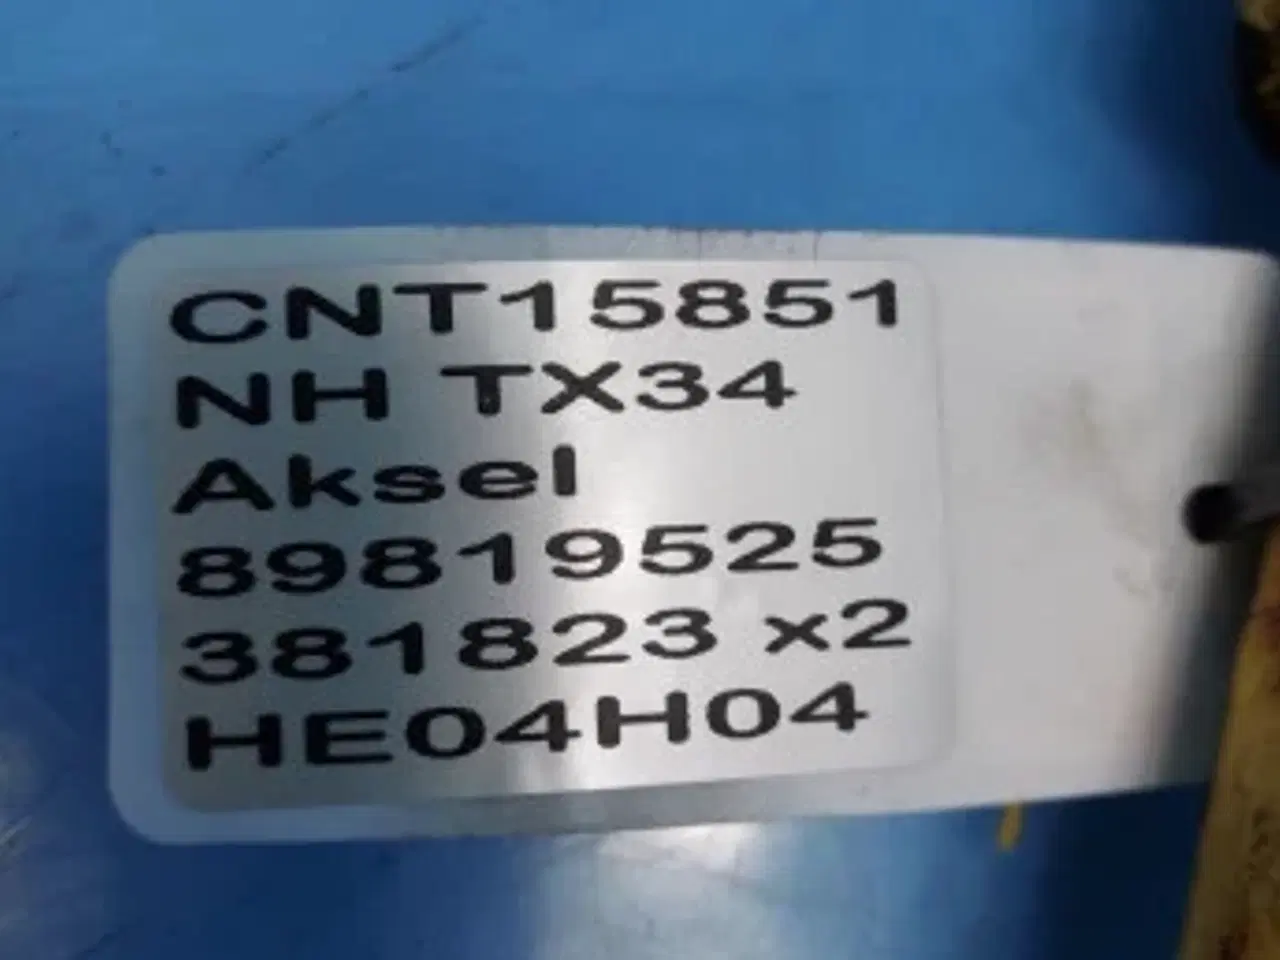 CNT15851
NH TX34
Aksel
89819525
381823 x2
HE04H04